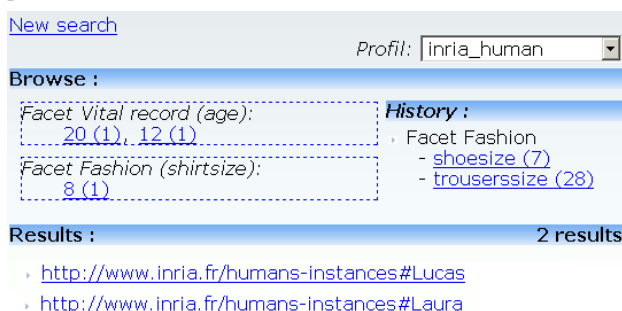 New search
Profil: inria_human
Browse :
Facet Vital record (age):
20 (1), 12 (1)
Facet Fashion (shirtsize):
8 (1)
History :
Facet Fashion
- shoesize (7)
- trouserssize (28)
Results : 2 results
http://www.inria.fr/humans-instances#Lucas
http://www.inria.fr/humans-instances#Laura